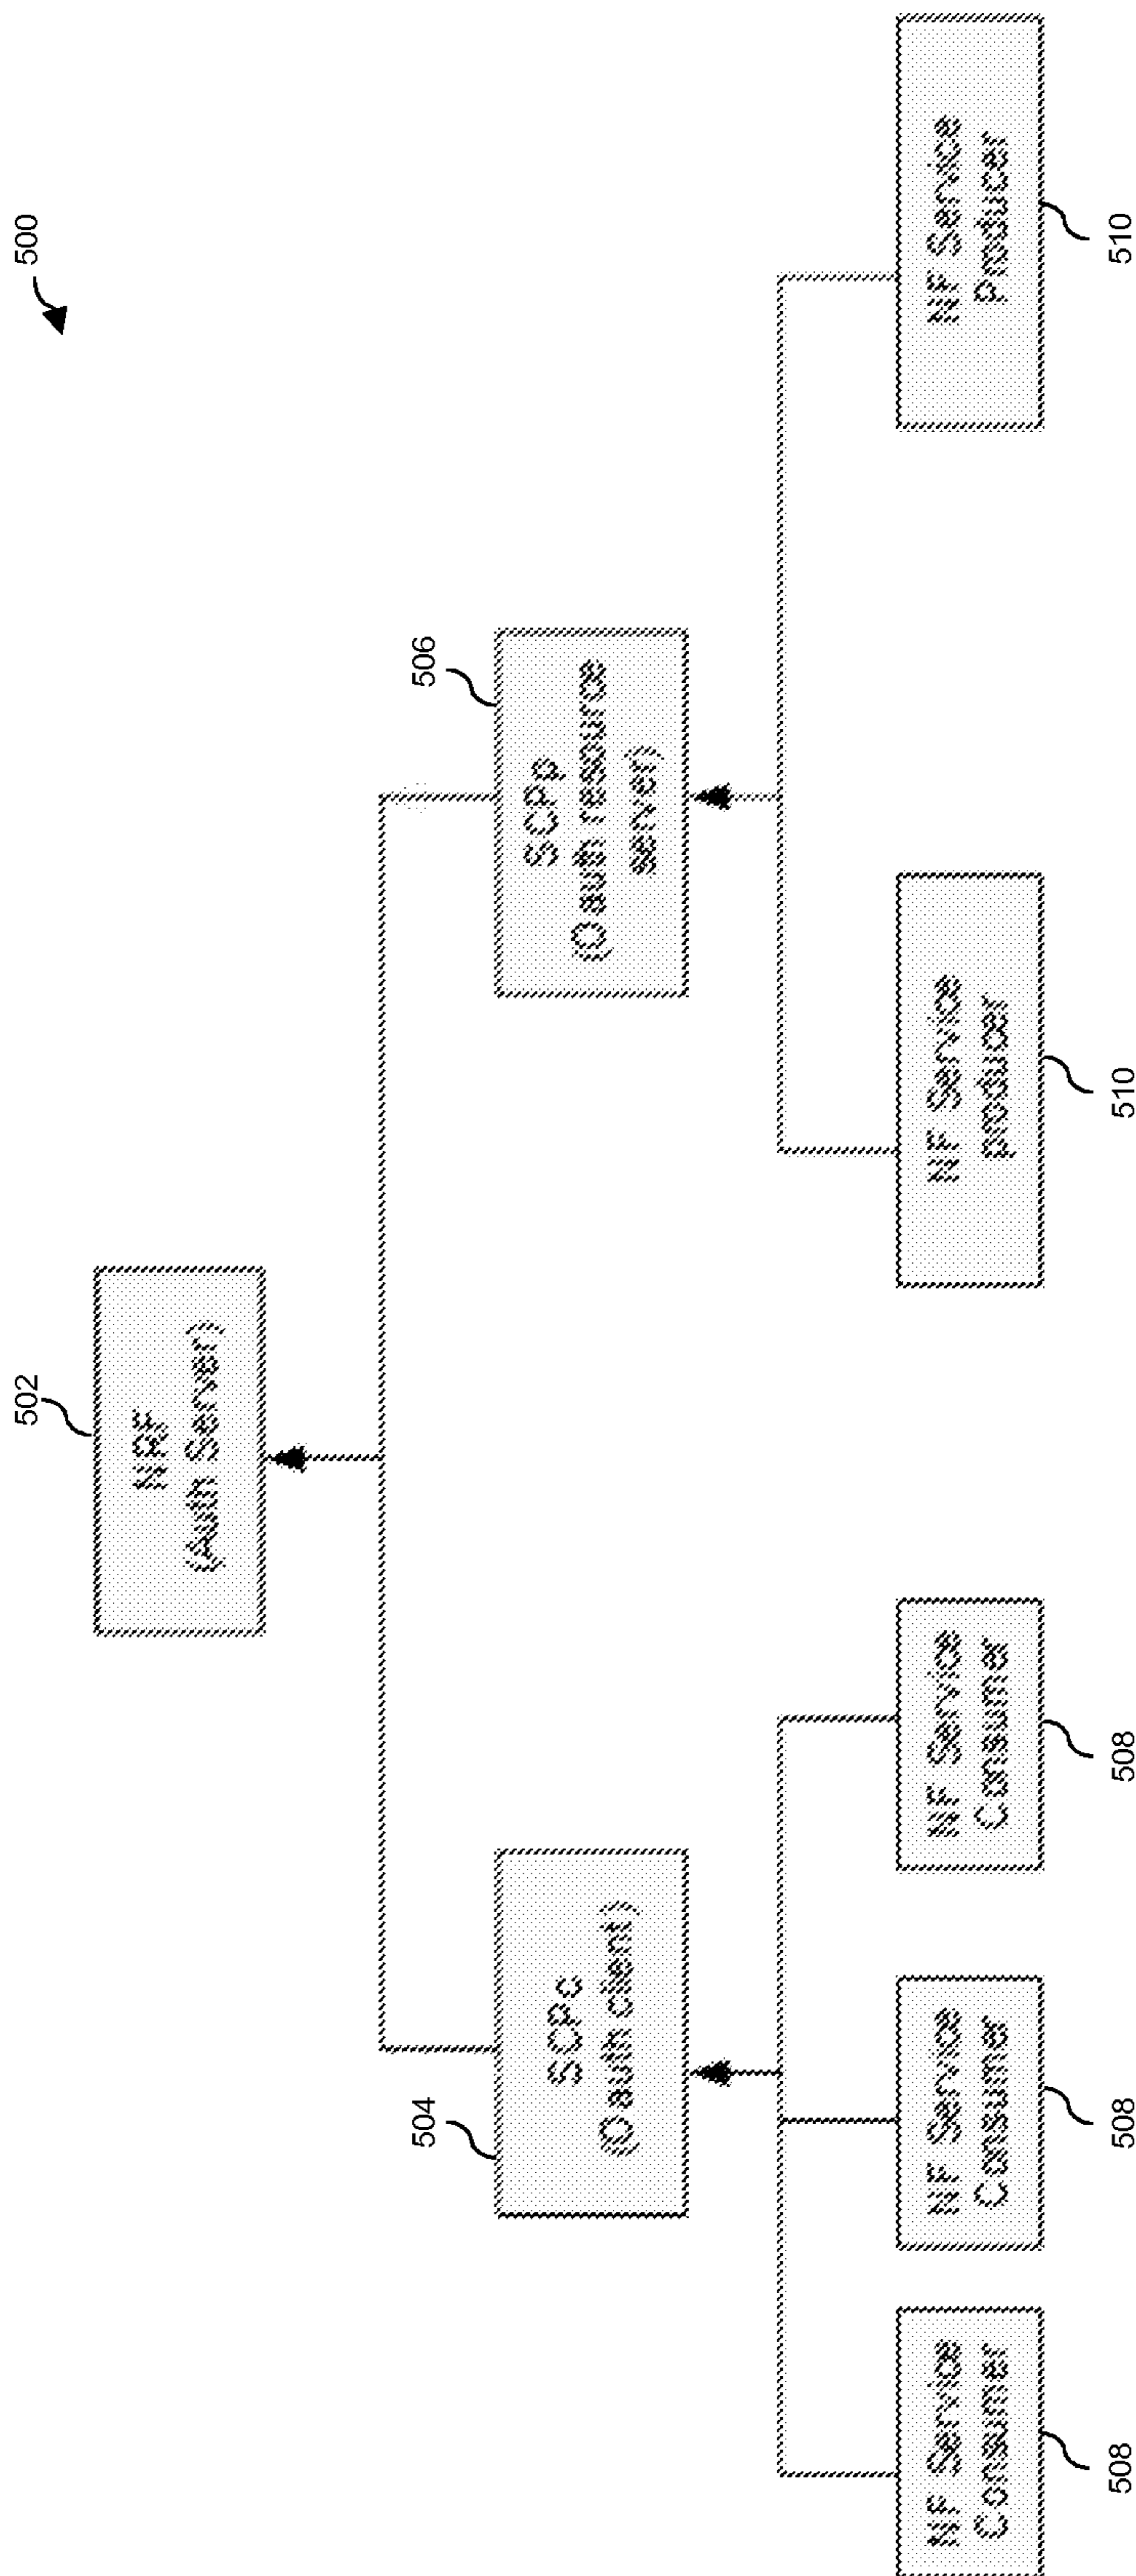 502
500
NRF
(Auth Server)
504
SCPc
(Oauth client)
506
SCPp
(Oauth resource
server)
NF Service
Consumer
508
NF Service
Consumer
508
NF Service
Consumer
508
NF Service
producer
510
NF Service
Producer
510